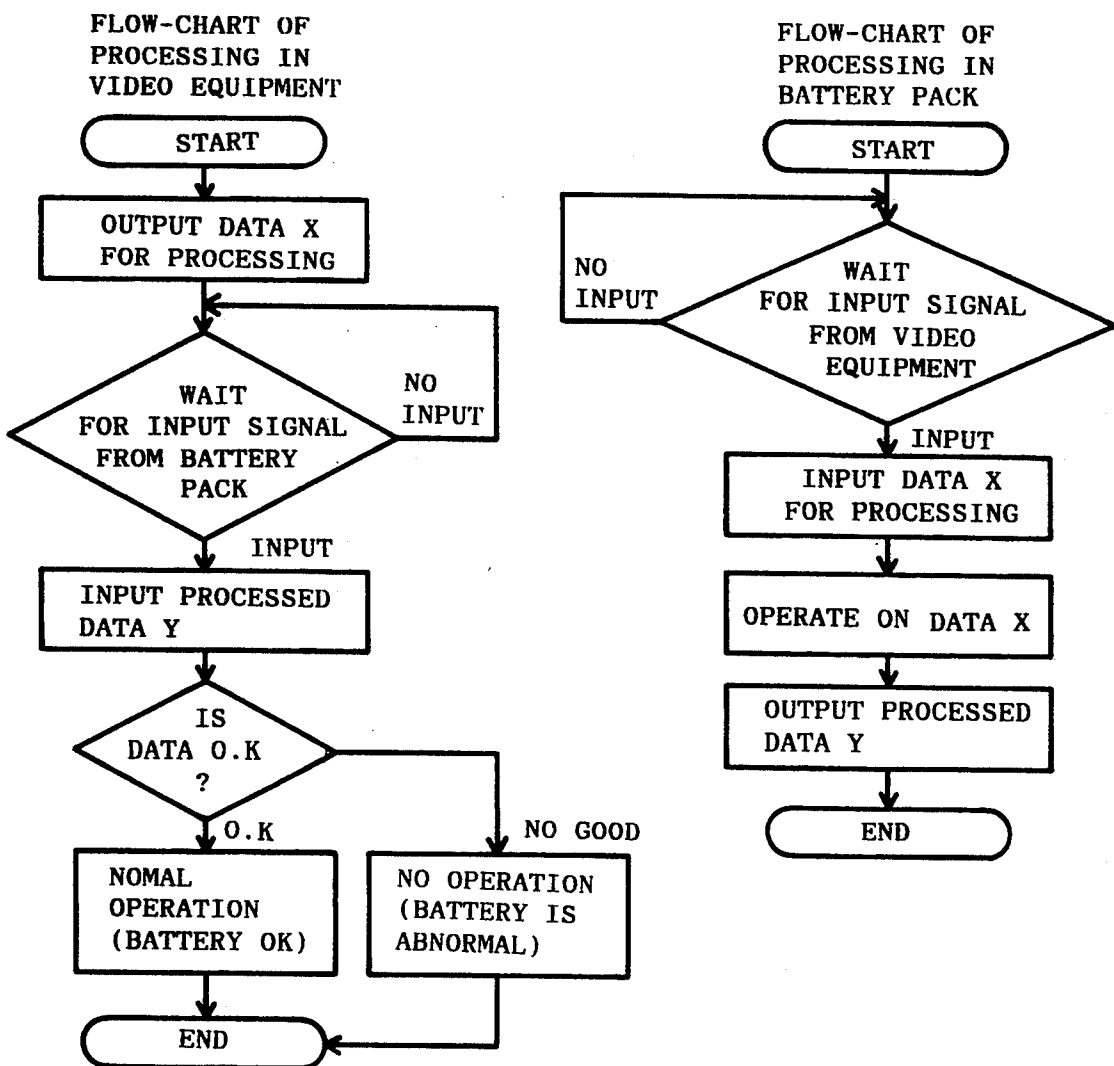 FLOW-CHART OF
PROCESSING IN
VIDEO EQUIPMENT
START
OUTPUT DATA X
FOR PROCESSING
WAIT
FOR INPUT SIGNAL
FROM BATTERY
PACK
NO
INPUT
INPUT
INPUT PROCESSED
DATA Y
IS
DATA O.K
?
O.K
NO GOOD
NOMAL
OPERATION
(BATTERY OK)
NO OPERATION
(BATTERY IS
ABNORMAL)
END
FLOW-CHART OF
PROCESSING IN
BATTERY PACK
START
NO
INPUT
WAIT
FOR INPUT SIGNAL
FROM VIDEO
EQUIPMENT
INPUT
INPUT DATA X
FOR PROCESSING
OPERATE ON DATA X
OUTPUT PROCESSED
DATA Y
END